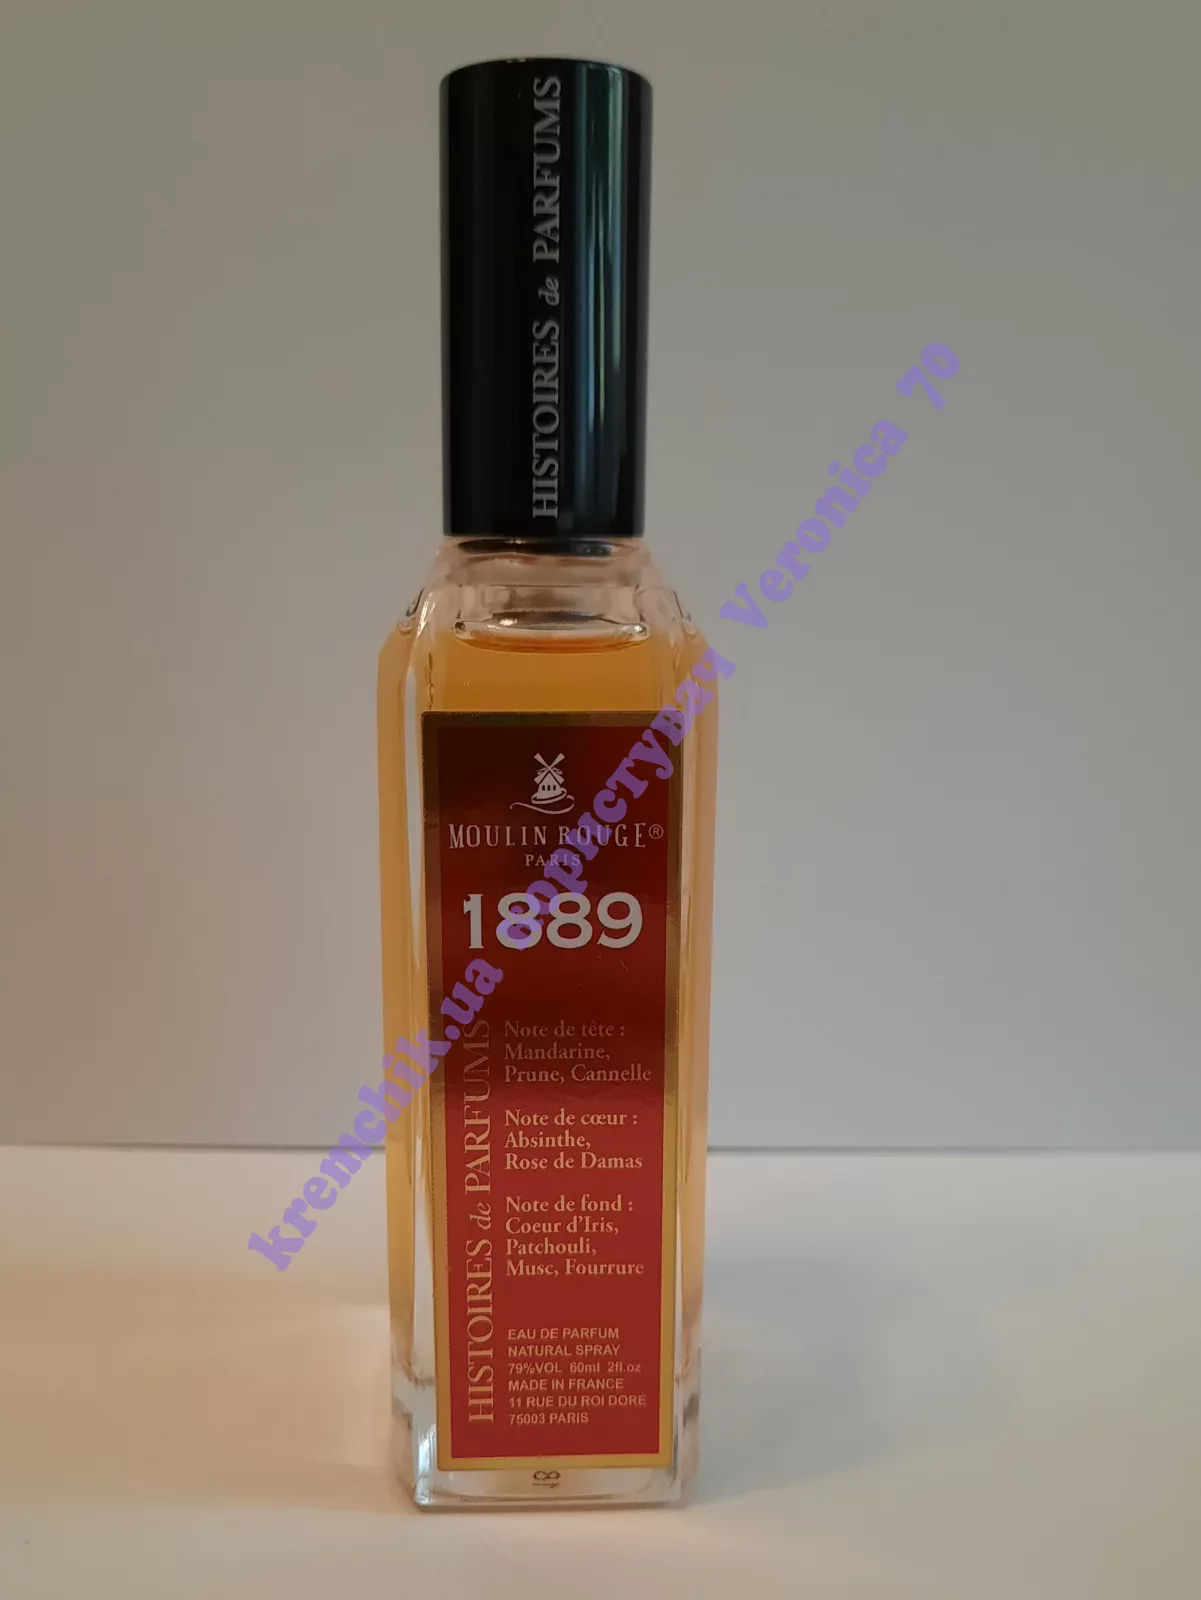 HISTOIRES de PARFUMS
MOULIN ROUGE®
PARIS
1889
HISTOIRES de PARFUMS
Note de tête :
Mandarine,
Prune, Cannelle
Note de cœur :
Absinthe,
Rose de Damas
Note de fond :
Coeur d'Iris,
Patchouli,
Musc, Fourrure
EAU DE PARFUM
NATURAL SPRAY
79%VOL 60ml 2fl.oz
MADE IN FRANCE
11 RUE DU ROI DORE
75003 PARIS
kremchik.ua Veronica 70